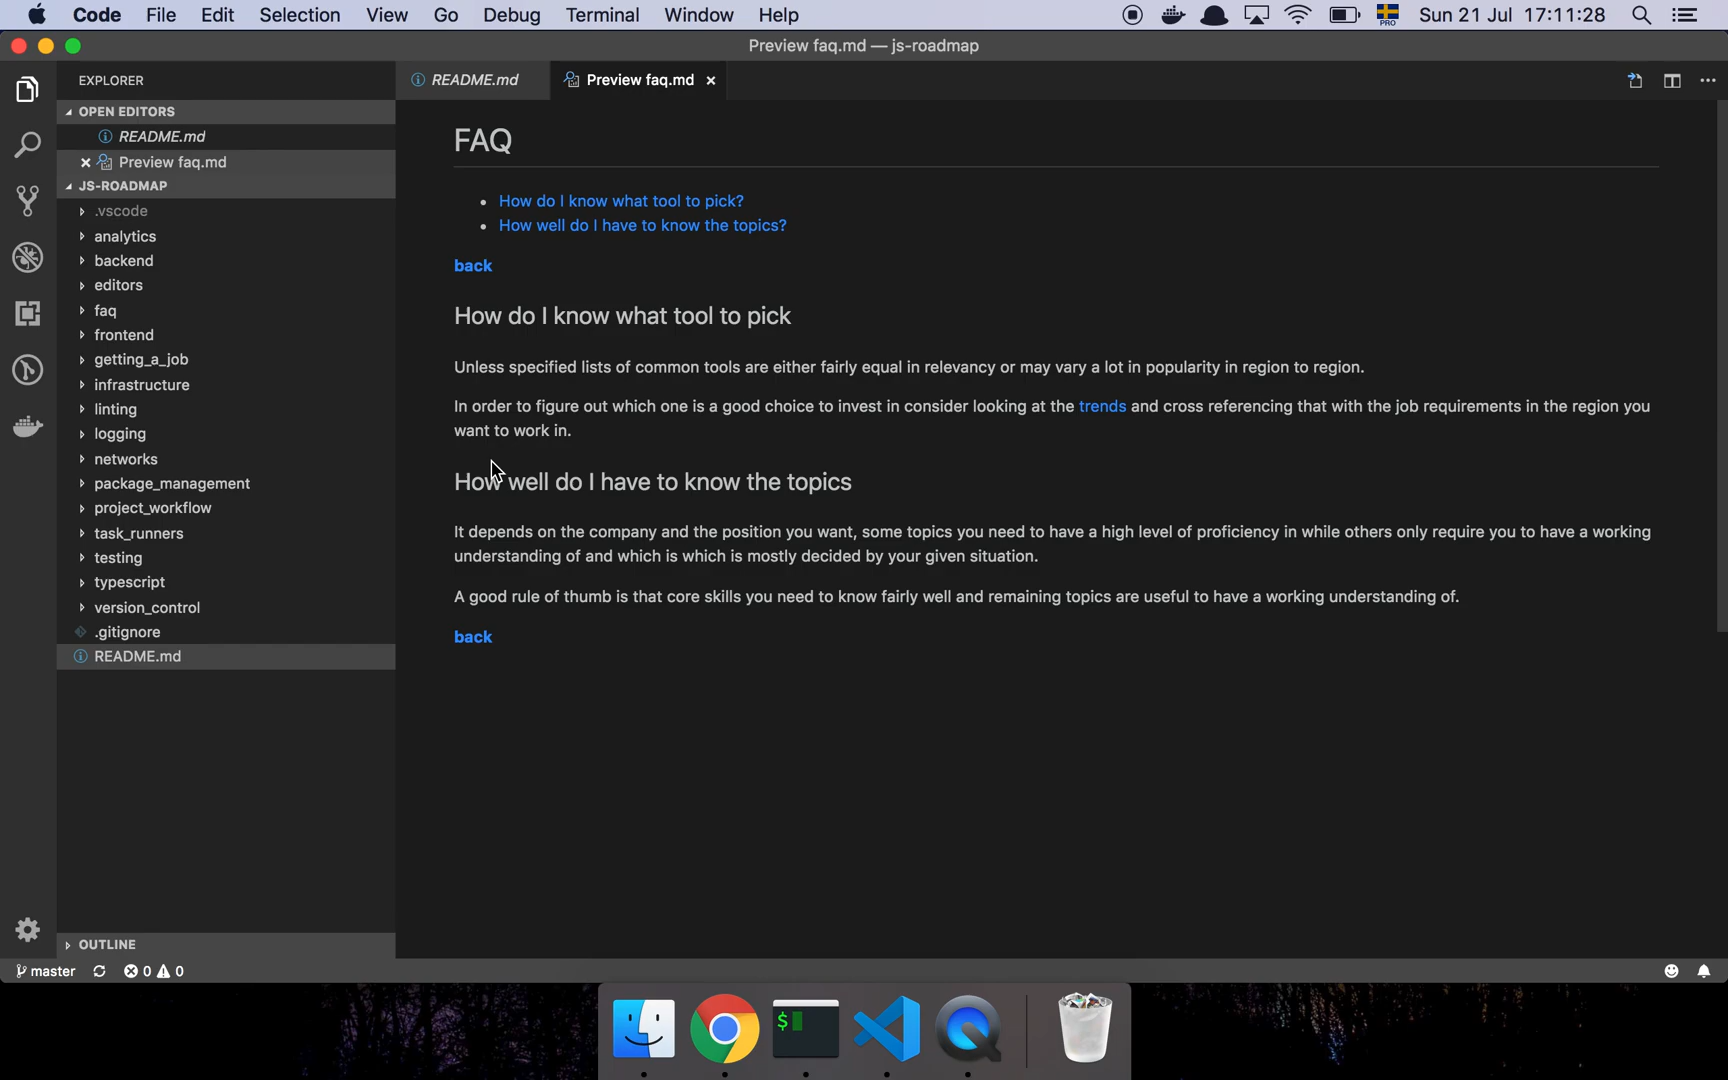 Code File Edit Selection View Go Debug Terminal Window Help
PRO
Sun 21 Jul 17:11:28
Preview faq.md — js-roadmap
EXPLORER
OPEN EDITORS
README.md
Preview faq.md
JS-ROADMAP
.vscode
analytics
backend
editors
faq
frontend
getting_a_job
infrastructure
linting
logging
networks
package_management
project_workflow
task_runners
testing
typescript
version_control
.gitignore
README.md
OUTLINE
README.md
Preview faq.md
FAQ
How do I know what tool to pick?
How well do I have to know the topics?
back
How do I know what tool to pick
Unless specified lists of common tools are either fairly equal in relevancy or may vary a lot in popularity in region to region.
In order to figure out which one is a good choice to invest in consider looking at the trends and cross referencing that with the job requirements in the region you
want to work in.
How well do I have to know the topics
It depends on the company and the position you want, some topics you need to have a high level of proficiency in while others only require you to have a working
understanding of and which is which is mostly decided by your given situation.
A good rule of thumb is that core skills you need to know fairly well and remaining topics are useful to have a working understanding of.
back
master 0 0
$